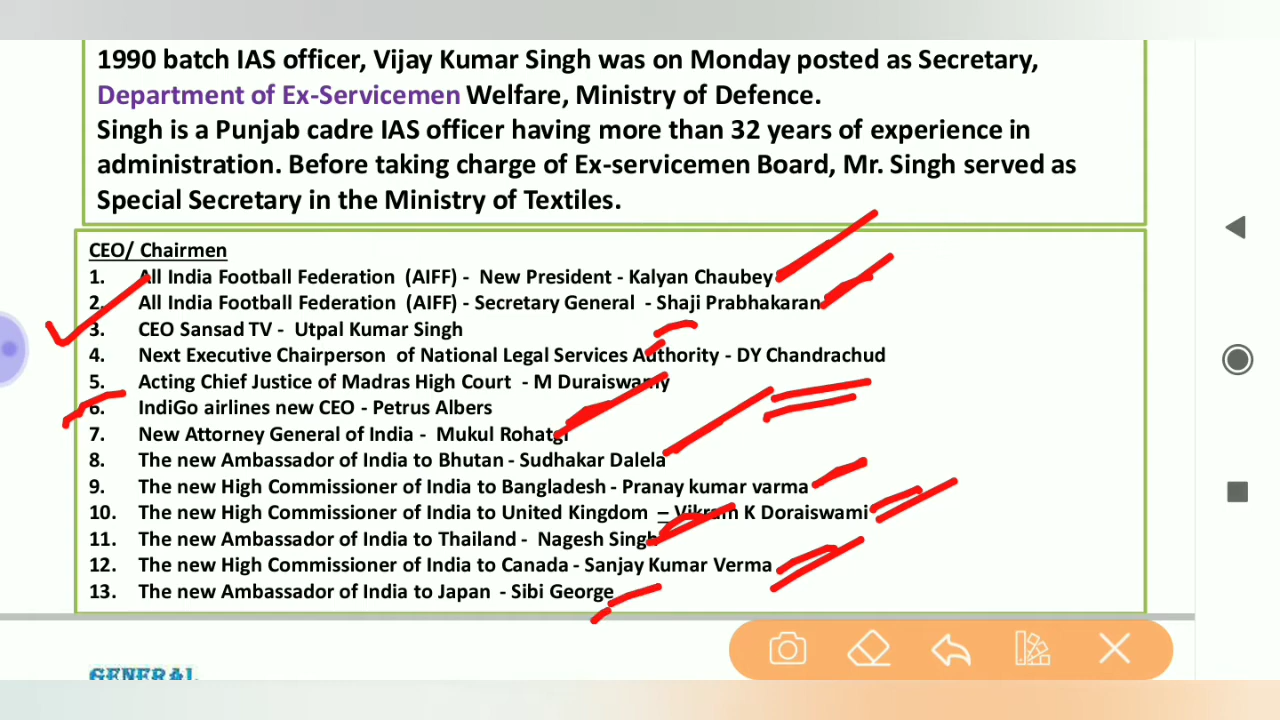 1990 batch IAS officer, Vijay Kumar Singh was on Monday posted as Secretary,
Department of Ex-Servicemen Welfare, Ministry of Defence.
Singh is a Punjab cadre IAS officer having more than 32 years of experience in
administration. Before taking charge of Ex-servicemen Board, Mr. Singh served as
Special Secretary in the Ministry of Textiles.
CEO/ Chairmen
1. All India Football Federation (AIFF) - New President - Kalyan Chaubey
2. All India Football Federation (AIFF) - Secretary General - Shaji Prabhakaran
3. CEO Sansad TV - Utpal Kumar Singh
4. Next Executive Chairperson of National Legal Services Authority - DY Chandrachud
5. Acting Chief Justice of Madras High Court - M Duraiswamy
6. IndiGo airlines new CEO - Petrus Albers
7. New Attorney General of India - Mukul Rohatgi
8. The new Ambassador of India to Bhutan - Sudhakar Dalela
9. The new High Commissioner of India to Bangladesh - Pranay kumar varma
10. The new High Commissioner of India to United Kingdom – Vikram K Doraiswami
11. The new Ambassador of India to Thailand - Nagesh Singh
12. The new High Commissioner of India to Canada - Sanjay Kumar Verma
13. The new Ambassador of India to Japan - Sibi George
GENERAL